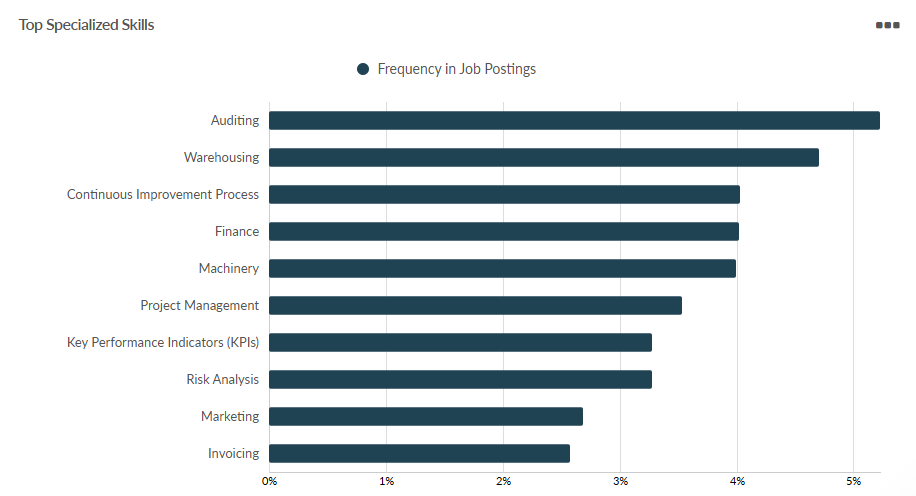 Top Specialized Skills
Frequency in Job Postings
Auditing
Warehousing
Continuous Improvement Process
Finance
Machinery
Project Management
Key Performance Indicators (KPIs)
Risk Analysis
Marketing
Invoicing
0% 1% 2% 3% 4% 5%